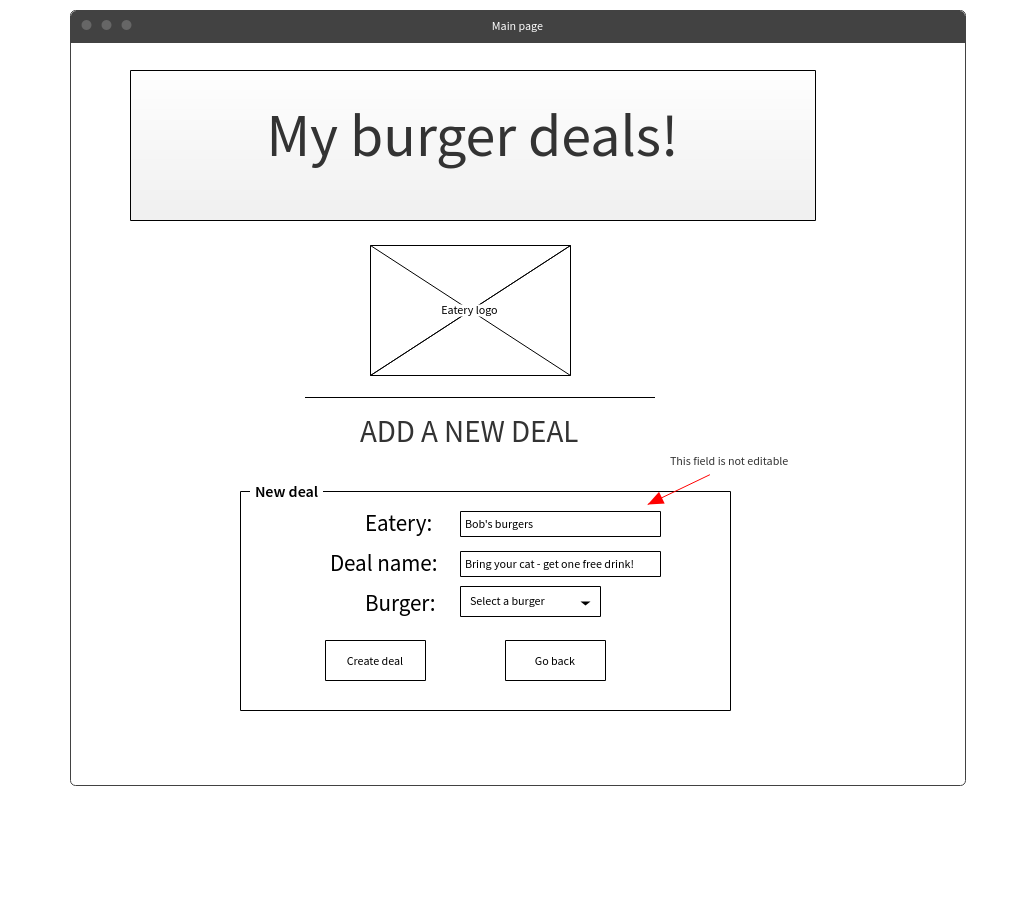 Main page
My burger deals!
Eatery logo
ADD A NEW DEAL
This field is not editable
New deal
Eatery: Bob's burgers
Deal name: Bring your cat - get one free drink!
Burger: Select a burger
Create deal Go back